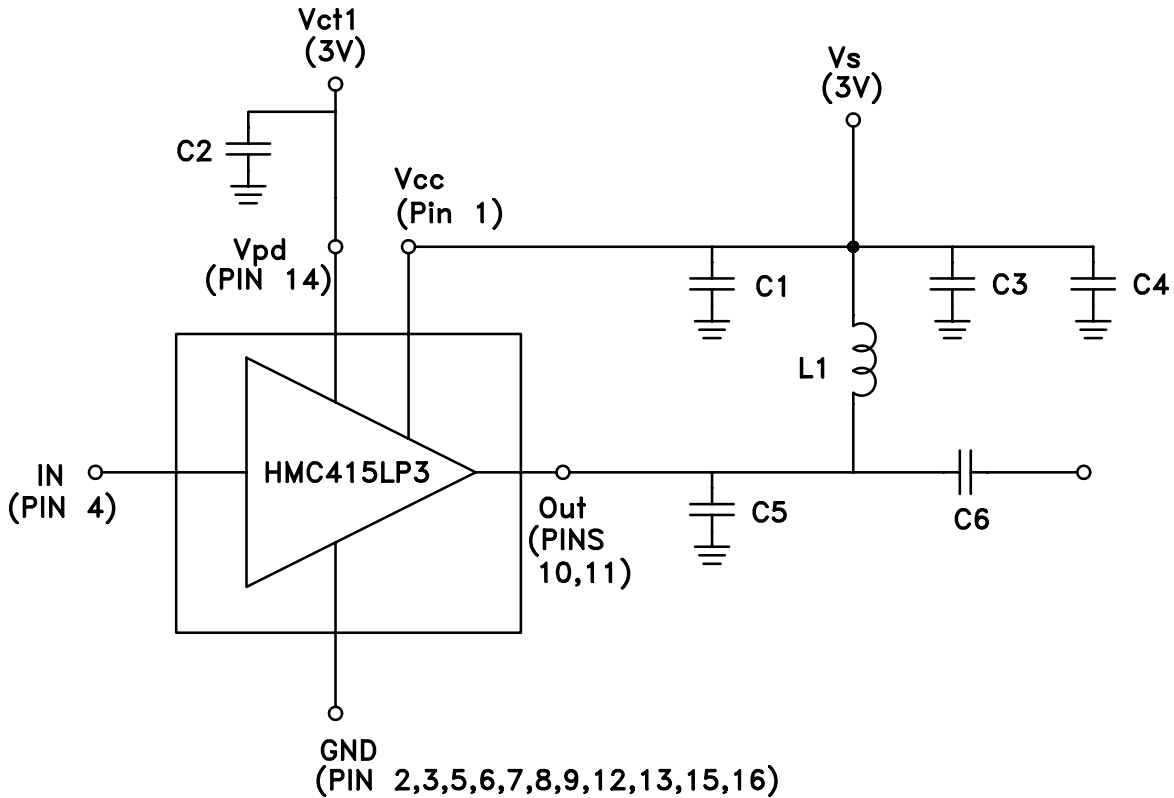 Vct1
(3V)
Vs
(3V)
C2
Vcc
(Pin 1)
Vpd
(PIN 14)
C1
C3
C4
L1
IN
(PIN 4)
HMC415LP3
Out
(PINS
10,11)
C5
C6
GND
(PIN 2,3,5,6,7,8,9,12,13,15,16)